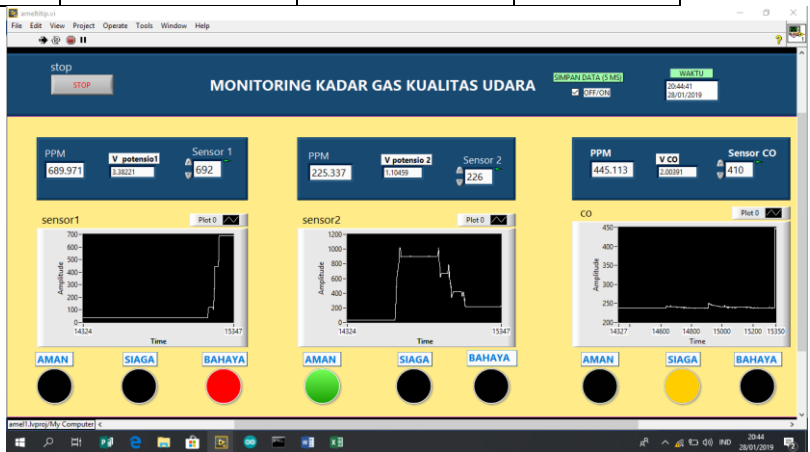 ameltitip.vi
File Edit View Project Operate Tools Window Help
stop
STOP
MONITORING KADAR GAS KUALITAS UDARA
SIMPAN DATA (5 MS)
OFF/ON
WAKTU
20:44:41
28/01/2019
PPM
689.971
V potensio1
3.38221
Sensor 1
692
PPM
225.337
V potensio 2
1.10459
Sensor 2
226
PPM
445.113
V CO
2.00391
Sensor CO
410
sensor1
Plot 0
700
600
500
400
300
200
100
0
Amplitude
14324
15347
Time
sensor2
Plot 0
1200
1000
800
600
400
200
0
Amplitude
14324
15347
Time
CO
Plot 0
450
400
350
300
250
200
Amplitude
14327
14600
14800
15000
15200
15350
Time
AMAN
SIAGA
BAHAYA
AMAN
SIAGA
BAHAYA
AMAN
SIAGA
BAHAYA
amel1.lvproj/My Computer
IND
20:44
28/01/2019